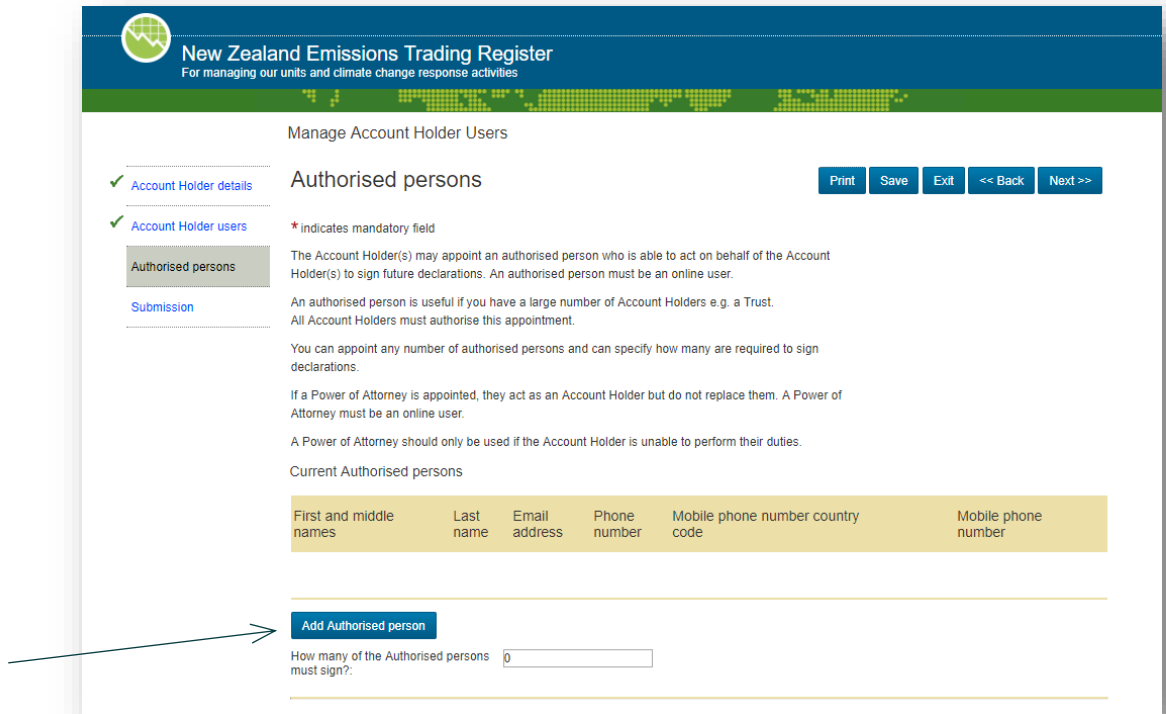 New Zealand Emissions Trading Register
For managing our units and climate change response activities
Manage Account Holder Users
Account Holder details
Account Holder users
Authorised persons
Submission
Authorised persons
Print Save Exit << Back Next >>
* indicates mandatory field
The Account Holder(s) may appoint an authorised person who is able to act on behalf of the Account
Holder(s) to sign future declarations. An authorised person must be an online user.
An authorised person is useful if you have a large number of Account Holders e.g. a Trust.
All Account Holders must authorise this appointment.
You can appoint any number of authorised persons and can specify how many are required to sign
declarations.
If a Power of Attorney is appointed, they act as an Account Holder but do not replace them. A Power of
Attorney must be an online user.
A Power of Attorney should only be used if the Account Holder is unable to perform their duties.
Current Authorised persons
First and middle Last Email Phone Mobile phone number country Mobile phone
names name address number code number
Add Authorised person
How many of the Authorised persons 0
must sign?: